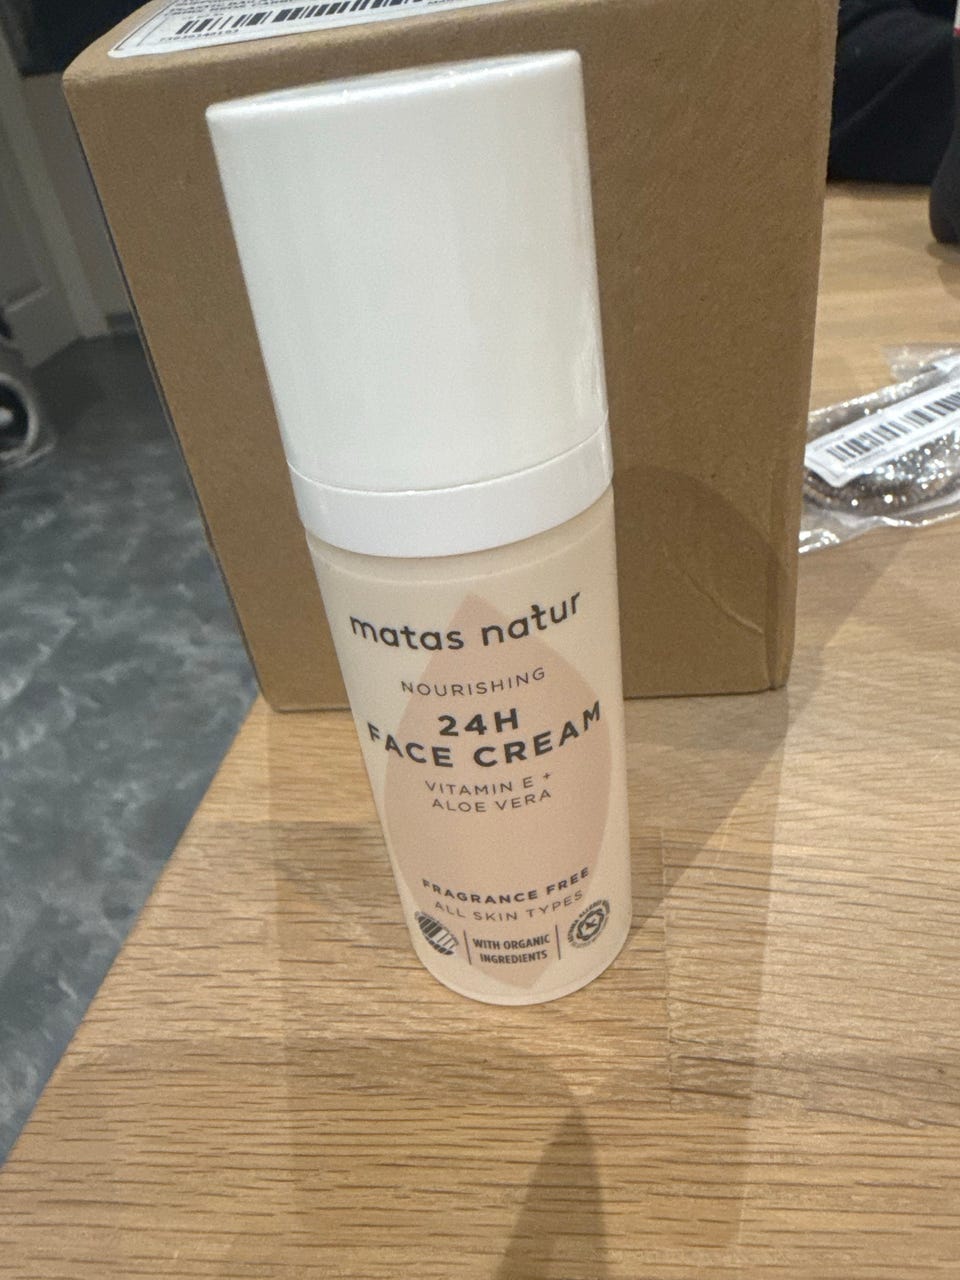 matas natur
NOURISHING
24H
FACE CREAM
VITAMIN E +
ALOE VERA
FRAGRANCE FREE
ALL SKIN TYPES
WITH ORGANIC
INGREDIENTS